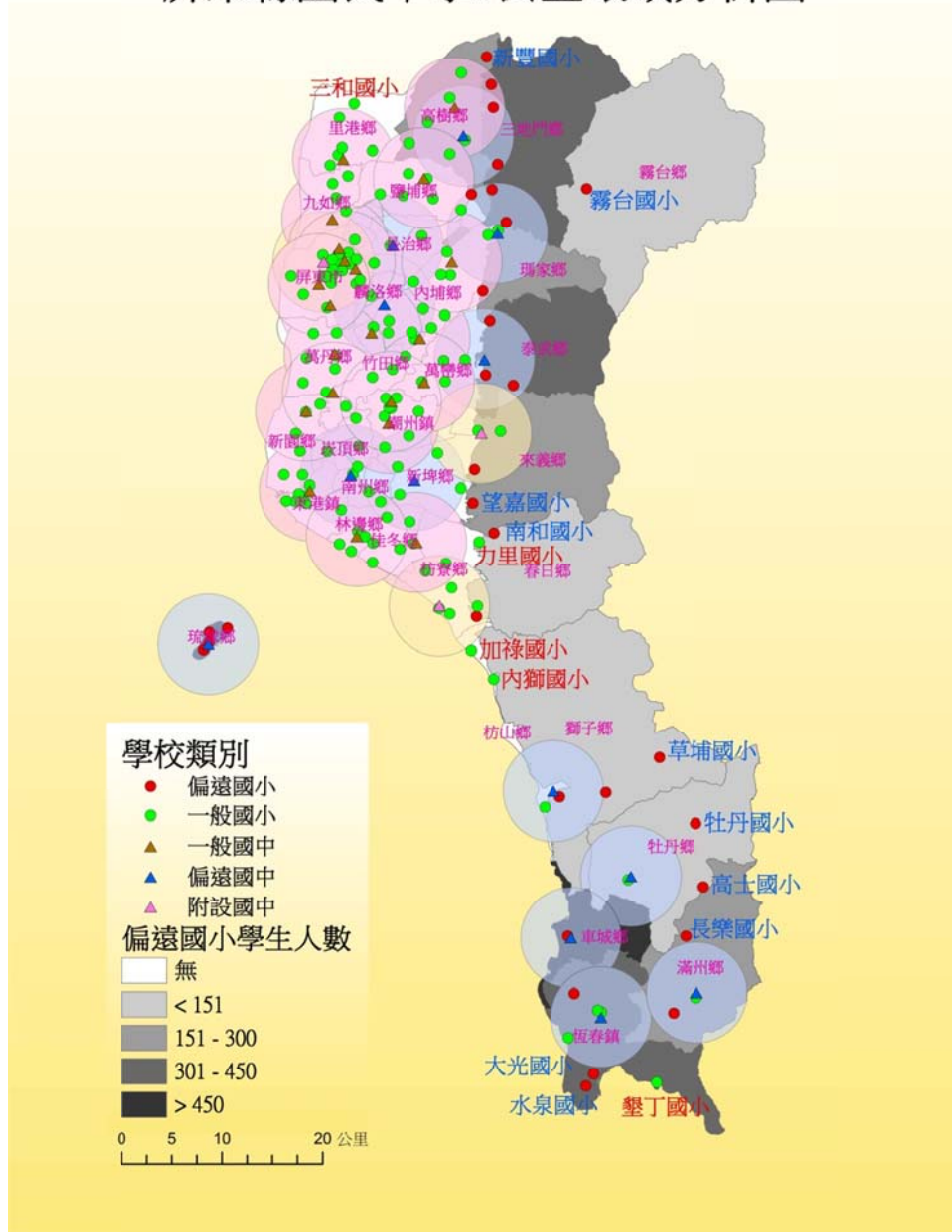 新豐國小
三和國小
高樹鄉
里港鄉
三地門鄉
霧台鄉
鹽埔鄉
霧台國小
九如鄉
長治鄉
瑪家鄉
屏東市
麟洛鄉
內埔鄉
泰武鄉
萬丹鄉
竹田鄉
萬巒鄉
潮州鎮
新園鄉
崁頂鄉
來義鄉
新埤鄉
南州鄉
東港鎮
望嘉國小
林邊鄉
佳冬鄉
南和國小
力里國小
枋寮鄉
春日鄉
琉球鄉
加祿國小
內獅國小
枋山鄉
獅子鄉
草埔國小
牡丹國小
牡丹鄉
高士國小
長樂國小
車城鄉
滿州鄉
恆春鎮
大光國小
水泉國小
墾丁國小
學校類別
偏遠國小
一般國小
一般國中
偏遠國中
附設國中
偏遠國小學生人數
無
< 151
151 - 300
301 - 450
> 450
0 5 10 20 公里